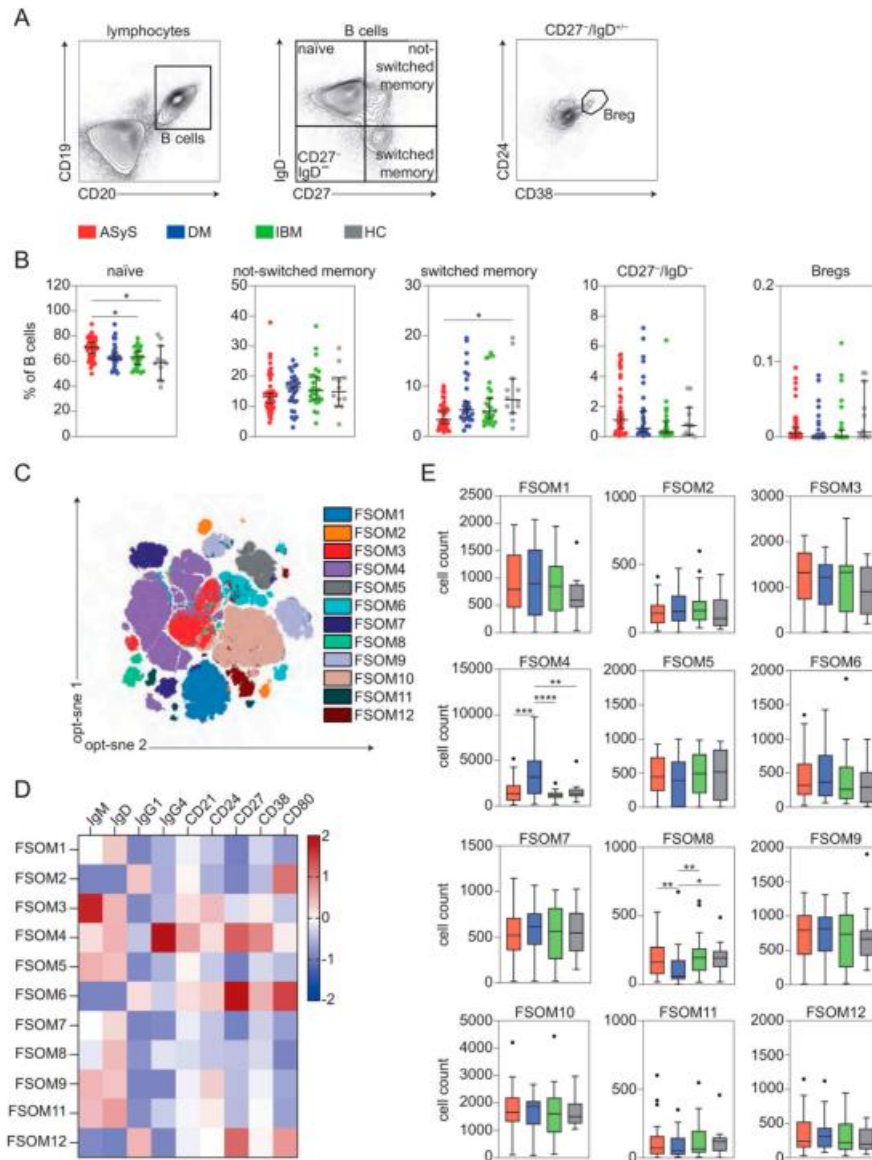 A
lymphocytes
B cells
CD27⁻/IgD⁺/⁻
CD19
B cells
CD20
IgD
naïve
not-
switched
memory
CD27⁻
IgD⁻
switched
memory
CD27
CD24
Breg
CD38
ASyS
DM
IBM
HC
B
naïve
not-switched memory
switched memory
CD27⁻/IgD⁻
Bregs
% of B cells
120
100
80
60
40
20
0
*
*
40
30
20
10
0
25
20
15
10
5
0
*
8
6
4
2
0
0.2
0.1
0
C
opt-sne 1
opt-sne 2
FSOM1
FSOM2
FSOM3
FSOM4
FSOM5
FSOM6
FSOM7
FSOM8
FSOM9
FSOM10
FSOM11
FSOM12
D
IgM
IgD
IgG1
IgG4
CD21
CD24
CD27
CD38
CD80
FSOM1
FSOM2
FSOM3
FSOM4
FSOM5
FSOM6
FSOM7
FSOM8
FSOM9
FSOM11
FSOM12
2
1
0
-1
-2
E
FSOM1
cell count
2500
2000
1500
1000
500
0
FSOM2
1000
500
0
FSOM3
3000
2000
1000
0
FSOM4
cell count
15000
10000
5000
0
***
****
**
FSOM5
2000
1500
1000
500
0
FSOM6
2000
1500
1000
500
0
FSOM7
cell count
1500
1000
500
0
FSOM8
1000
500
0
**
**
*
FSOM9
2000
1500
1000
500
0
FSOM10
cell count
5000
4000
3000
2000
1000
0
FSOM11
1000
500
0
FSOM12
2000
1500
1000
500
0